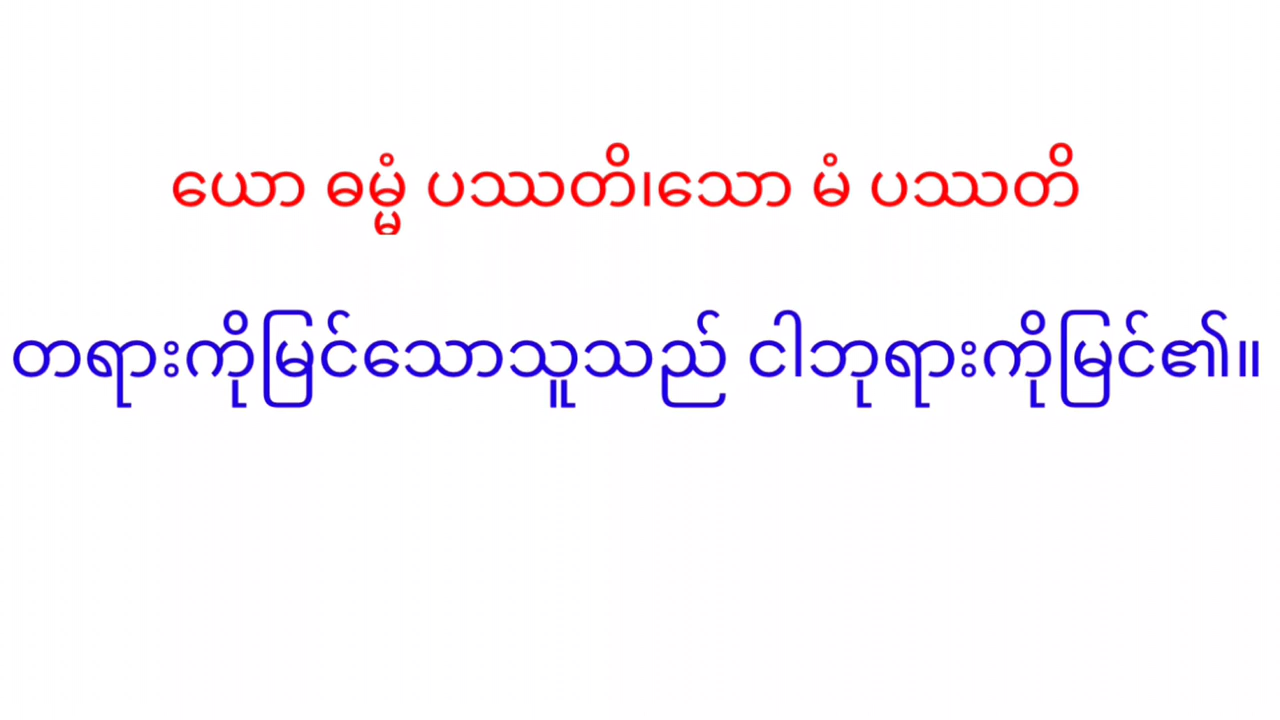 ယော ဓမ္မံ ပဿတိ၊သော မံ ပဿတိ
တရားကိုမြင်သောသူသည် ငါဘုရားကိုမြင်၏။